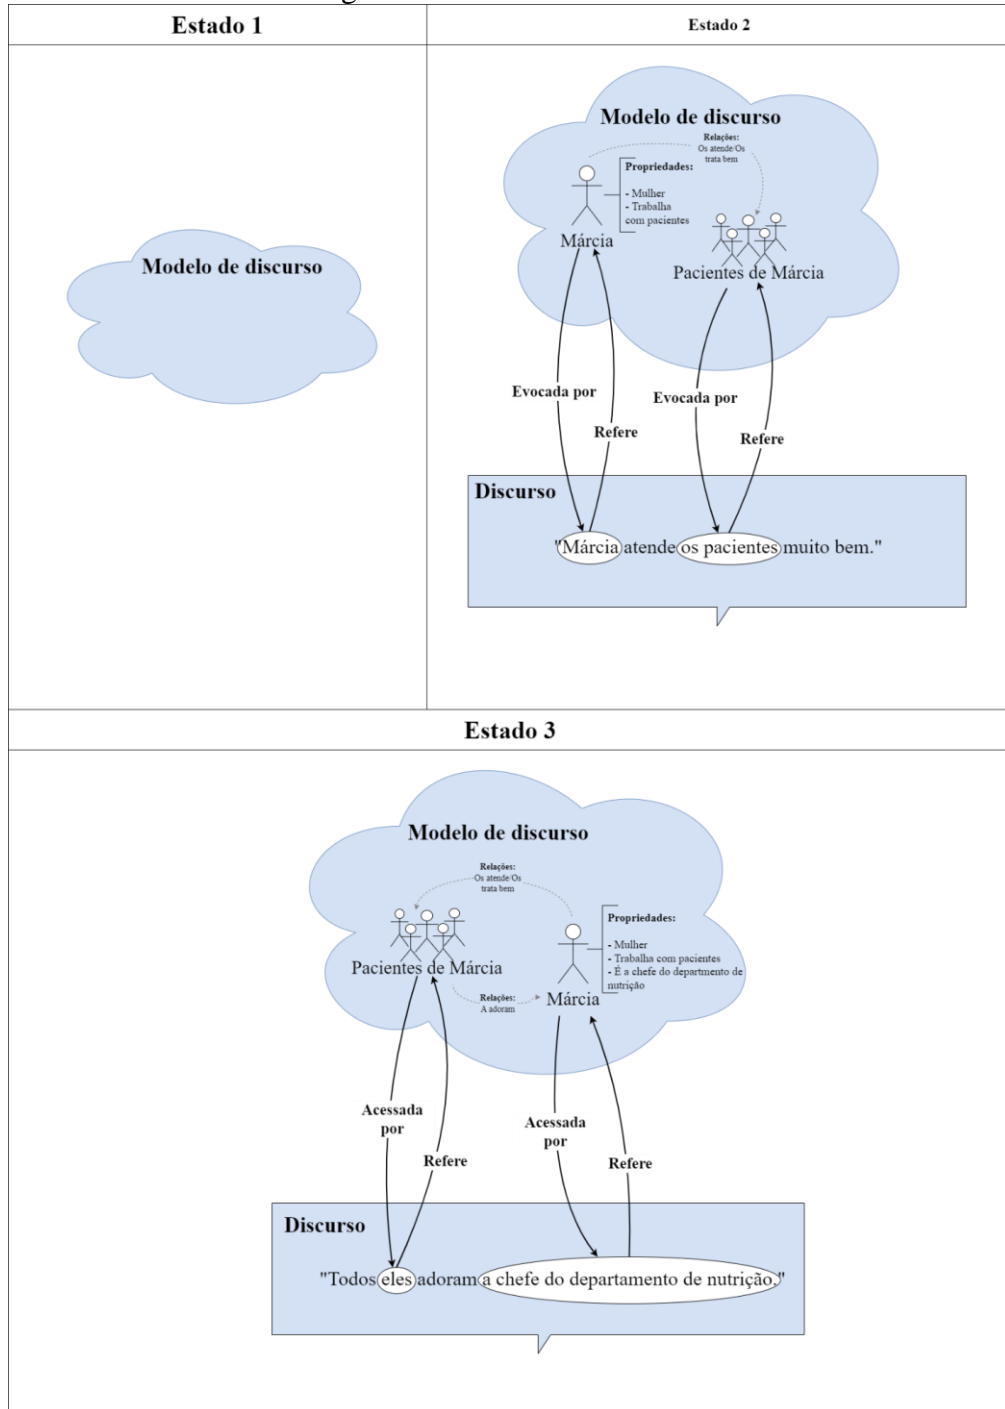 Estado 1
Estado 2
Modelo de discurso
Modelo de discurso
Relações:
Os atende/Os
trata bem
Propriedades:
- Mulher
- Trabalha
com pacientes
Márcia
Pacientes de Márcia
Evocada por
Refere
Evocada por
Refere
Discurso
"Márcia atende os pacientes muito bem."
Estado 3
Modelo de discurso
Relações:
Os atende/Os
trata bem
Propriedades:
- Mulher
- Trabalha com pacientes
- É a chefe do departmento de
nutrição
Pacientes de Márcia
Relações:
A adoram
Márcia
Acessada
por
Refere
Acessada
por
Refere
Discurso
"Todos eles adoram a chefe do departamento de nutrição."